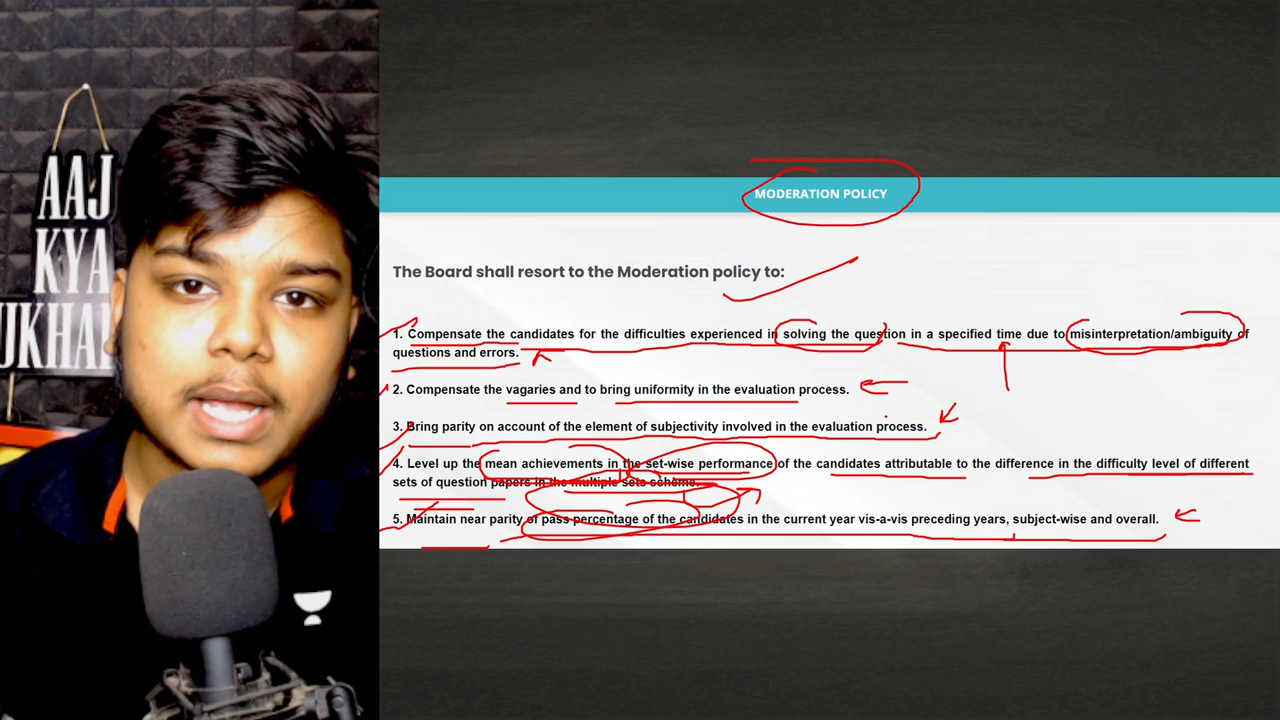 AAJ
KYA
UKHAD
MODERATION POLICY
The Board shall resort to the Moderation policy to:
1. Compensate the candidates for the difficulties experienced in solving the question in a specified time due to misinterpretation/ambiguity of
questions and errors.
2. Compensate the vagaries and to bring uniformity in the evaluation process.
3. Bring parity on account of the element of subjectivity involved in the evaluation process.
4. Level up the mean achievements in the set-wise performance of the candidates attributable to the difference in the difficulty level of different
sets of question papers in the multiple sets scheme.
5. Maintain near parity of pass percentage of the candidates in the current year vis-a-vis preceding years, subject-wise and overall.